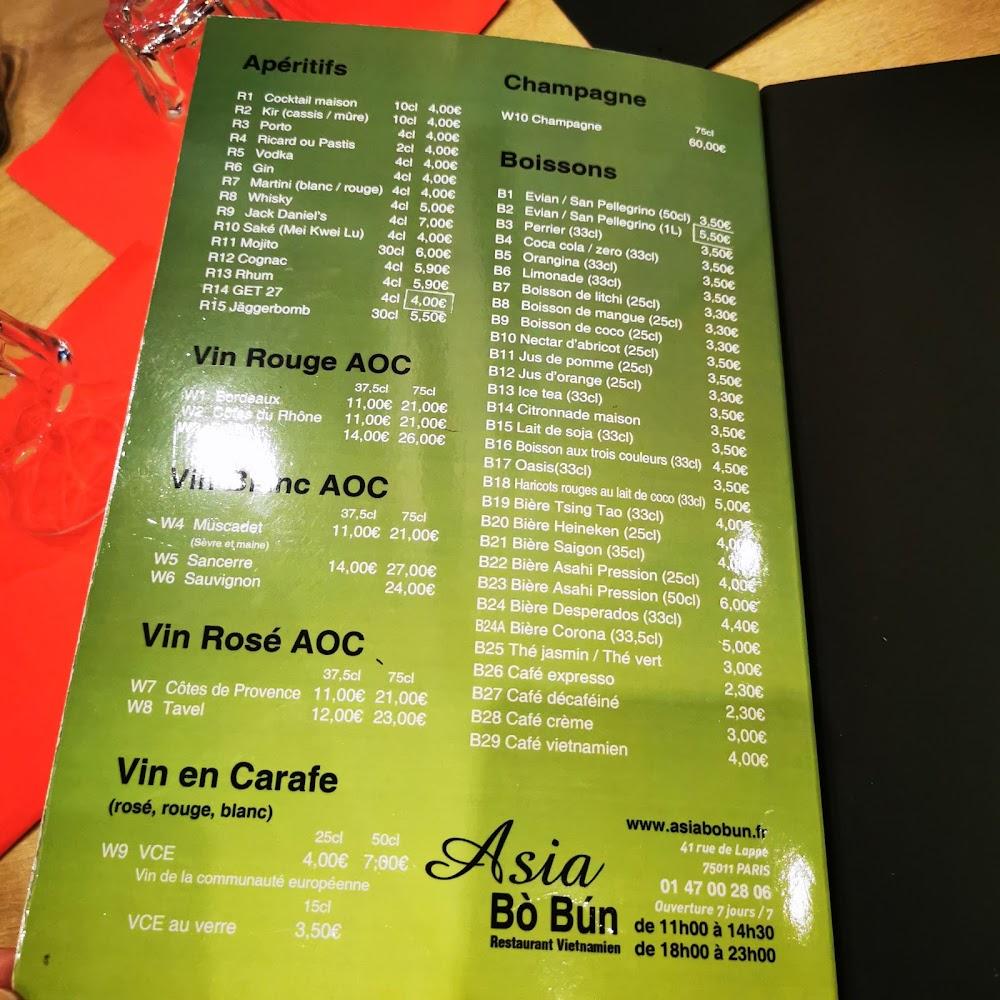 Apéritifs
R1 Cocktail maison 10cl 4,00€
R2 Kir (cassis / mûre) 10cl 4,00€
R3 Porto 4cl 4,00€
R4 Ricard ou Pastis 2cl 4,00€
R5 Vodka 4cl 4,00€
R6 Gin 4cl 4,00€
R7 Martini (blanc / rouge) 4cl 4,00€
R8 Whisky 4cl 5,00€
R9 Jack Daniel's 4cl 7,00€
R10 Saké (Mei Kwei Lu) 4cl 4,00€
R11 Mojito 30cl 6,00€
R12 Cognac 4cl 5,90€
R13 Rhum 4cl 5,90€
R14 GET 27 4cl 4,00€
R15 Jäggerbomb 30cl 5,50€
Vin Rouge AOC
37,5cl 75cl
W1 Bordeaux 11,00€ 21,00€
W2 Côtes du Rhône 11,00€ 21,00€
14,00€ 26,00€
Vin Blanc AOC
37,5cl 75cl
W4 Muscadet 11,00€ 21,00€
(Sèvre et maine)
W5 Sancerre 14,00€ 27,00€
W6 Sauvignon 24,00€
Vin Rosé AOC
37,5cl 75cl
W7 Côtes de Provence 11,00€ 21,00€
W8 Tavel 12,00€ 23,00€
Vin en Carafe
(rosé, rouge, blanc)
25cl 50cl
W9 VCE 4,00€ 7,00€
Vin de la communauté européenne
15cl
VCE au verre 3,50€
Champagne
75cl
W10 Champagne 60,00€
Boissons
B1 Evian / San Pellegrino (50cl) 3,50€
B2 Evian / San Pellegrino (1L) 5,50€
B3 Perrier (33cl) 3,50€
B4 Coca cola / zero (33cl) 3,50€
B5 Orangina (33cl) 3,50€
B6 Limonade (33cl) 3,50€
B7 Boisson de litchi (25cl) 3,30€
B8 Boisson de mangue (25cl) 3,30€
B9 Boisson de coco (25cl) 3,30€
B10 Nectar d'abricot (25cl) 3,50€
B11 Jus de pomme (25cl) 3,50€
B12 Jus d'orange (25cl) 3,30€
B13 Ice tea (33cl) 3,50€
B14 Citronnade maison 3,50€
B15 Lait de soja (33cl) 3,50€
B16 Boisson aux trois couleurs (33cl) 4,50€
B17 Oasis(33cl) 3,50€
B18 Haricots rouges au lait de coco (33cl) 5,00€
B19 Bière Tsing Tao (33cl) 4,00€
B20 Bière Heineken (25cl)
B21 Bière Saigon (35cl)
B22 Bière Asahi Pression (25cl) 4,00€
B23 Bière Asahi Pression (50cl) 6,00€
B24 Bière Desperados (33cl) 4,40€
B24A Bière Corona (33,5cl) 5,00€
B25 Thé jasmin / Thé vert 3,00€
B26 Café expresso 2,30€
B27 Café décaféiné 2,30€
B28 Café crème 3,00€
B29 Café vietnamien 4,00€
Asia
Bò Bún
Restaurant Vietnamien
www.asiabobun.fr
41 rue de Lappe
75011 PARIS
01 47 00 28 06
Ouverture 7 jours / 7
de 11h00 à 14h30
de 18h00 à 23h00